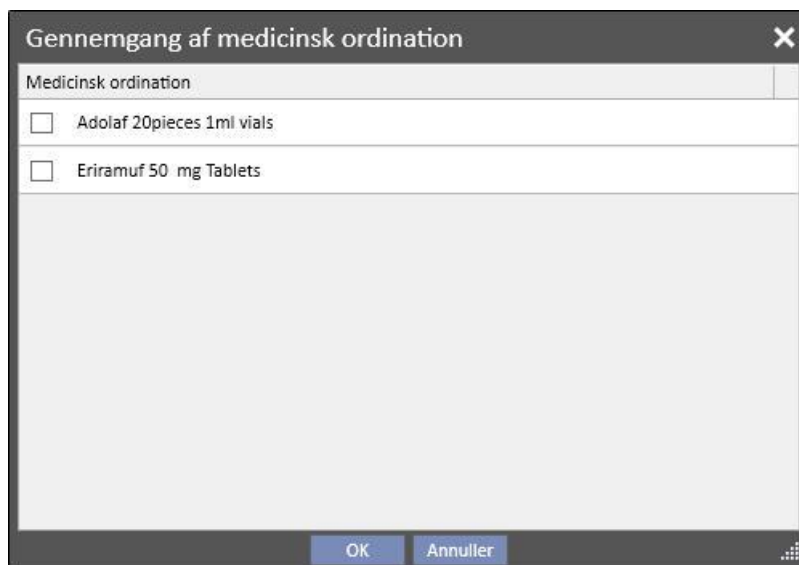 Gennemgang af medicinsk ordination
Medicinsk ordination
Adolaf 20pieces 1ml vials
Eriramuf 50  mg Tablets
OK
Annuller